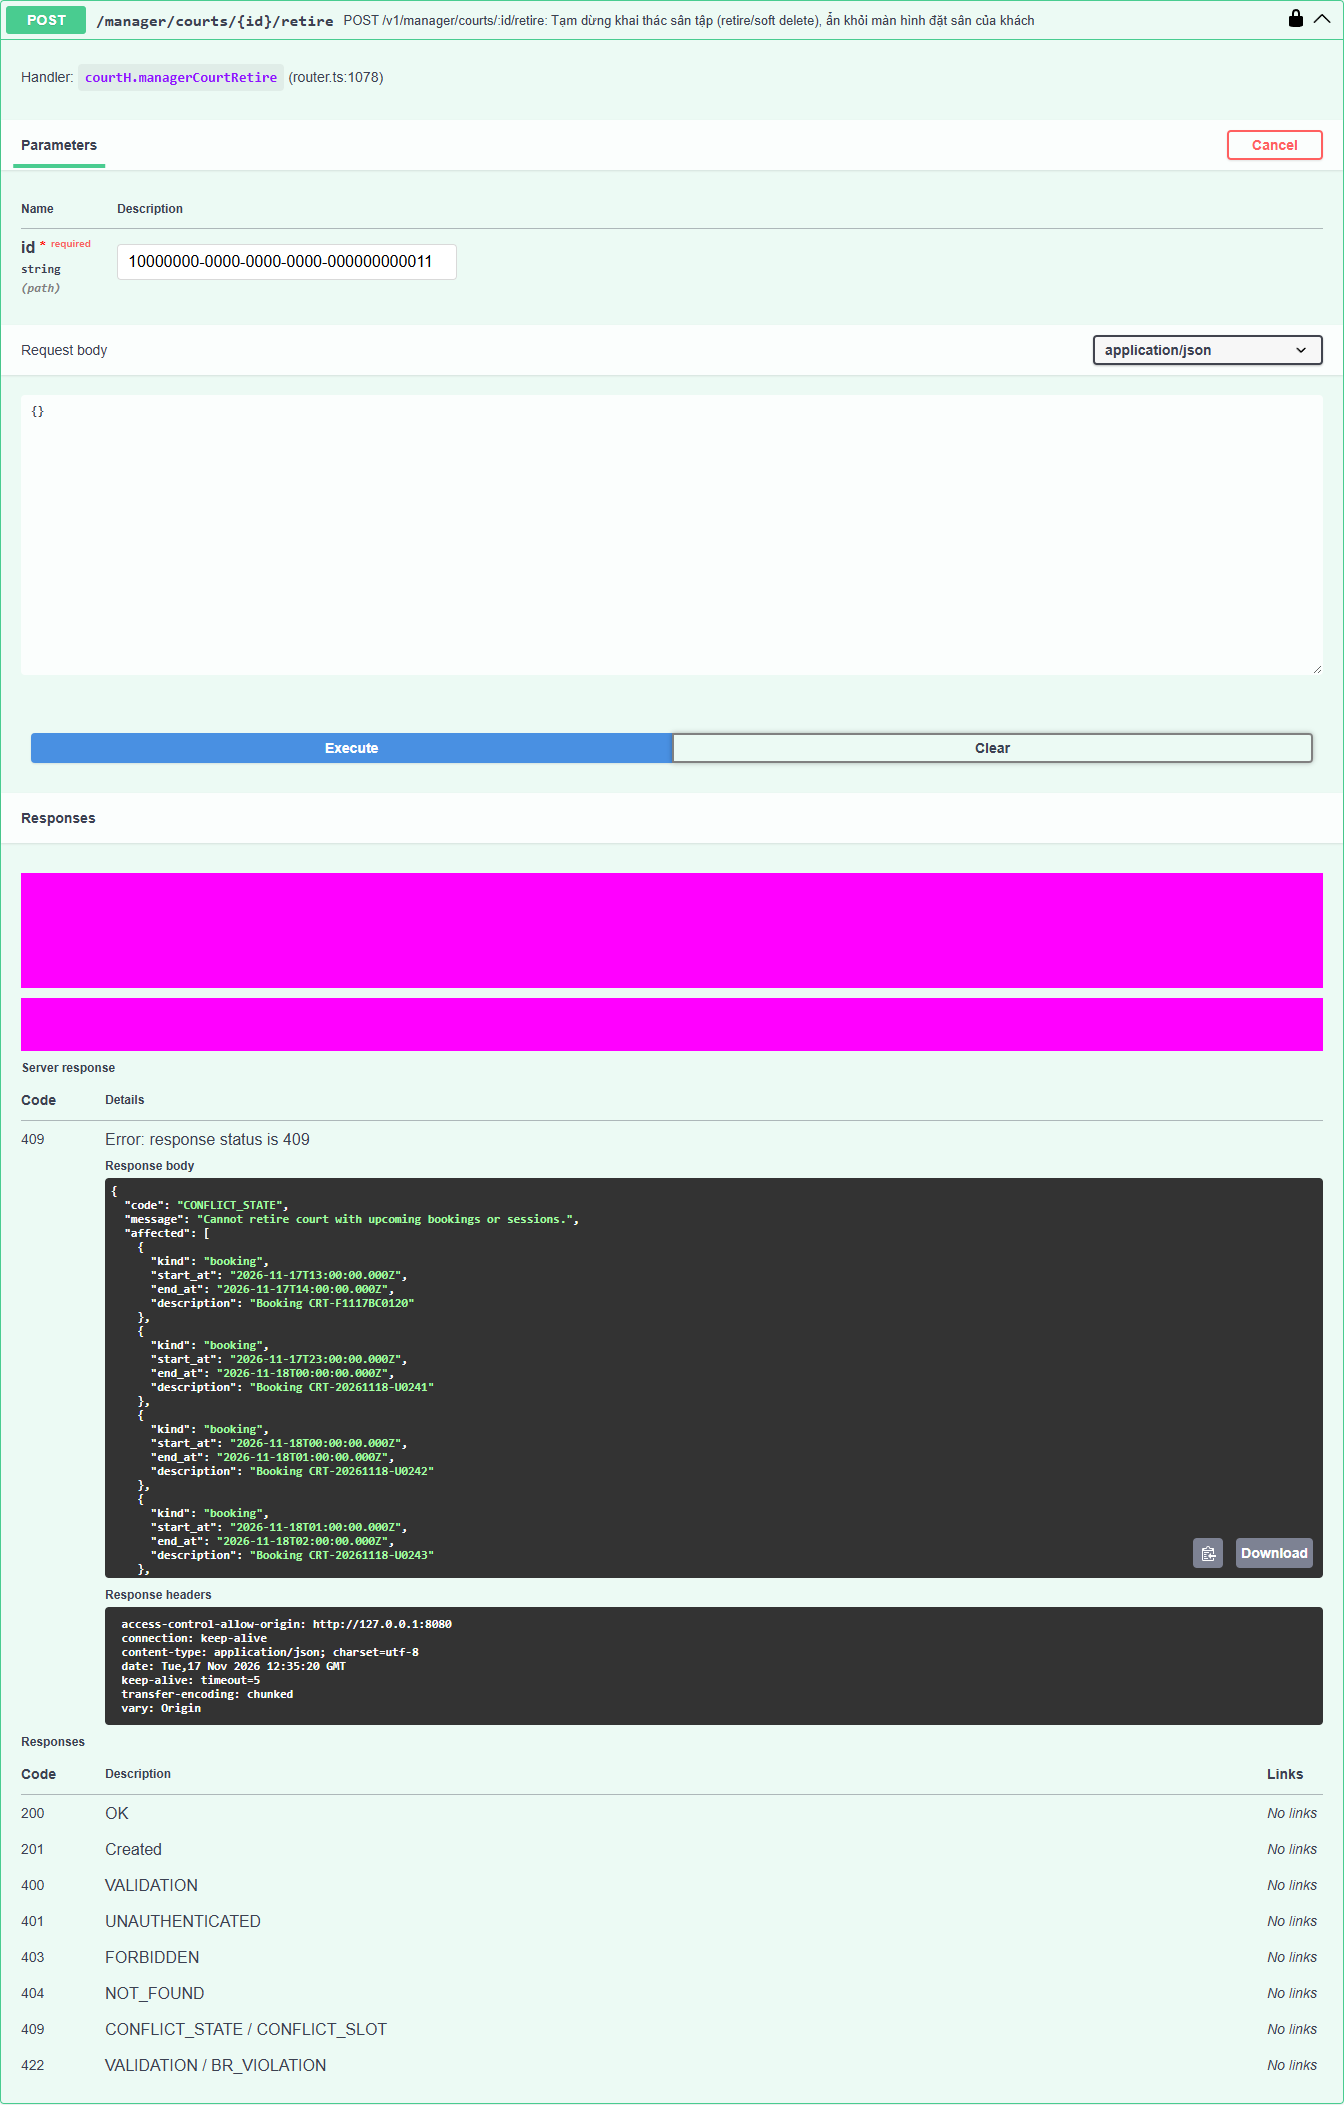 POST /manager/courts/{id}/retire POST /v1/manager/courts/:id/retire: Tạm dừng khai thác sân tập (retire/soft delete), ẩn khỏi màn hình đặt sân của khách
Handler: courtH.managerCourtRetire (router.ts:1078)
Parameters
Cancel
Name Description
id * required
string
(path)
10000000-0000-0000-0000-000000000011
Request body
application/json
{}
Execute
Clear
Responses
Server response
Code Details
409 Error: response status is 409
Response body
{
"code": "CONFLICT_STATE",
"message": "Cannot retire court with upcoming bookings or sessions.",
"affected": [
{
"kind": "booking",
"start_at": "2026-11-17T13:00:00.000Z",
"end_at": "2026-11-17T14:00:00.000Z",
"description": "Booking CRT-F1117BC0120"
},
{
"kind": "booking",
"start_at": "2026-11-17T23:00:00.000Z",
"end_at": "2026-11-18T00:00:00.000Z",
"description": "Booking CRT-20261118-U0241"
},
{
"kind": "booking",
"start_at": "2026-11-18T00:00:00.000Z",
"end_at": "2026-11-18T01:00:00.000Z",
"description": "Booking CRT-20261118-U0242"
},
{
"kind": "booking",
"start_at": "2026-11-18T01:00:00.000Z",
"end_at": "2026-11-18T02:00:00.000Z",
"description": "Booking CRT-20261118-U0243"
},
Download
Response headers
access-control-allow-origin: http://127.0.0.1:8080
connection: keep-alive
content-type: application/json; charset=utf-8
date: Tue,17 Nov 2026 12:35:20 GMT
keep-alive: timeout=5
transfer-encoding: chunked
vary: Origin
Responses
Code Description Links
200 OK No links
201 Created No links
400 VALIDATION No links
401 UNAUTHENTICATED No links
403 FORBIDDEN No links
404 NOT_FOUND No links
409 CONFLICT_STATE / CONFLICT_SLOT No links
422 VALIDATION / BR_VIOLATION No links